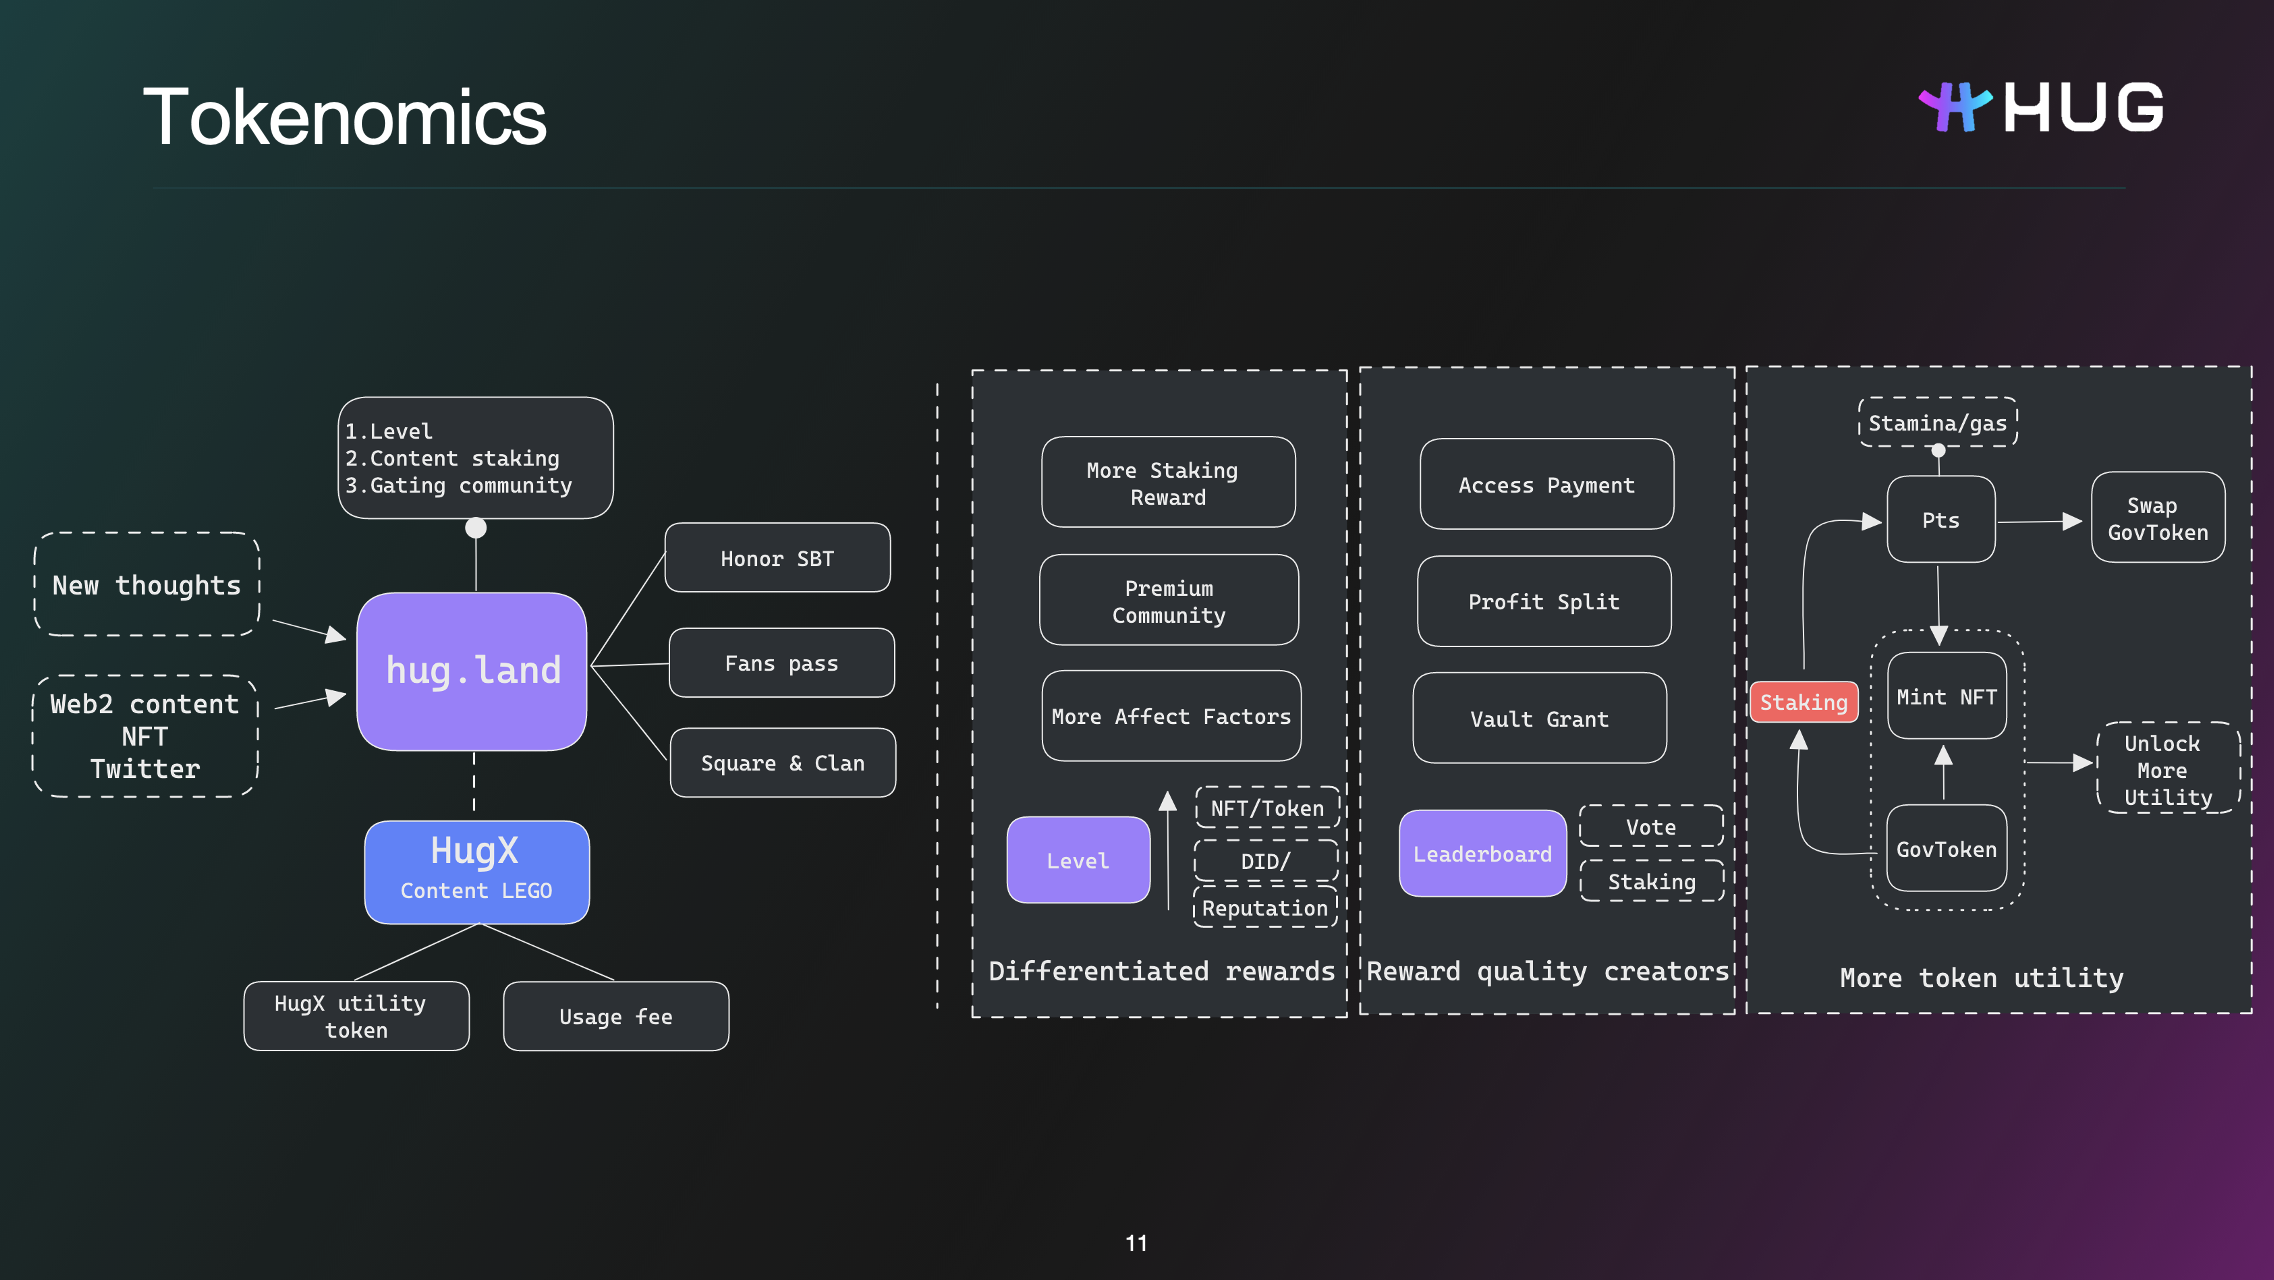 Tokenomics
HUG
1.Level
2.Content staking
3.Gating community
New thoughts
Web2 content
NFT
Twitter
hug.land
Honor SBT
Fans pass
Square & Clan
HugX
Content LEGO
HugX utility
token
Usage fee
More Staking
Reward
Premium
Community
More Affect Factors
Level
NFT/Token
DID/
Reputation
Differentiated rewards
Access Payment
Profit Split
Vault Grant
Leaderboard
Vote
Staking
Reward quality creators
Stamina/gas
Pts
Swap
GovToken
Staking
Mint NFT
GovToken
Unlock
More
Utility
More token utility
11